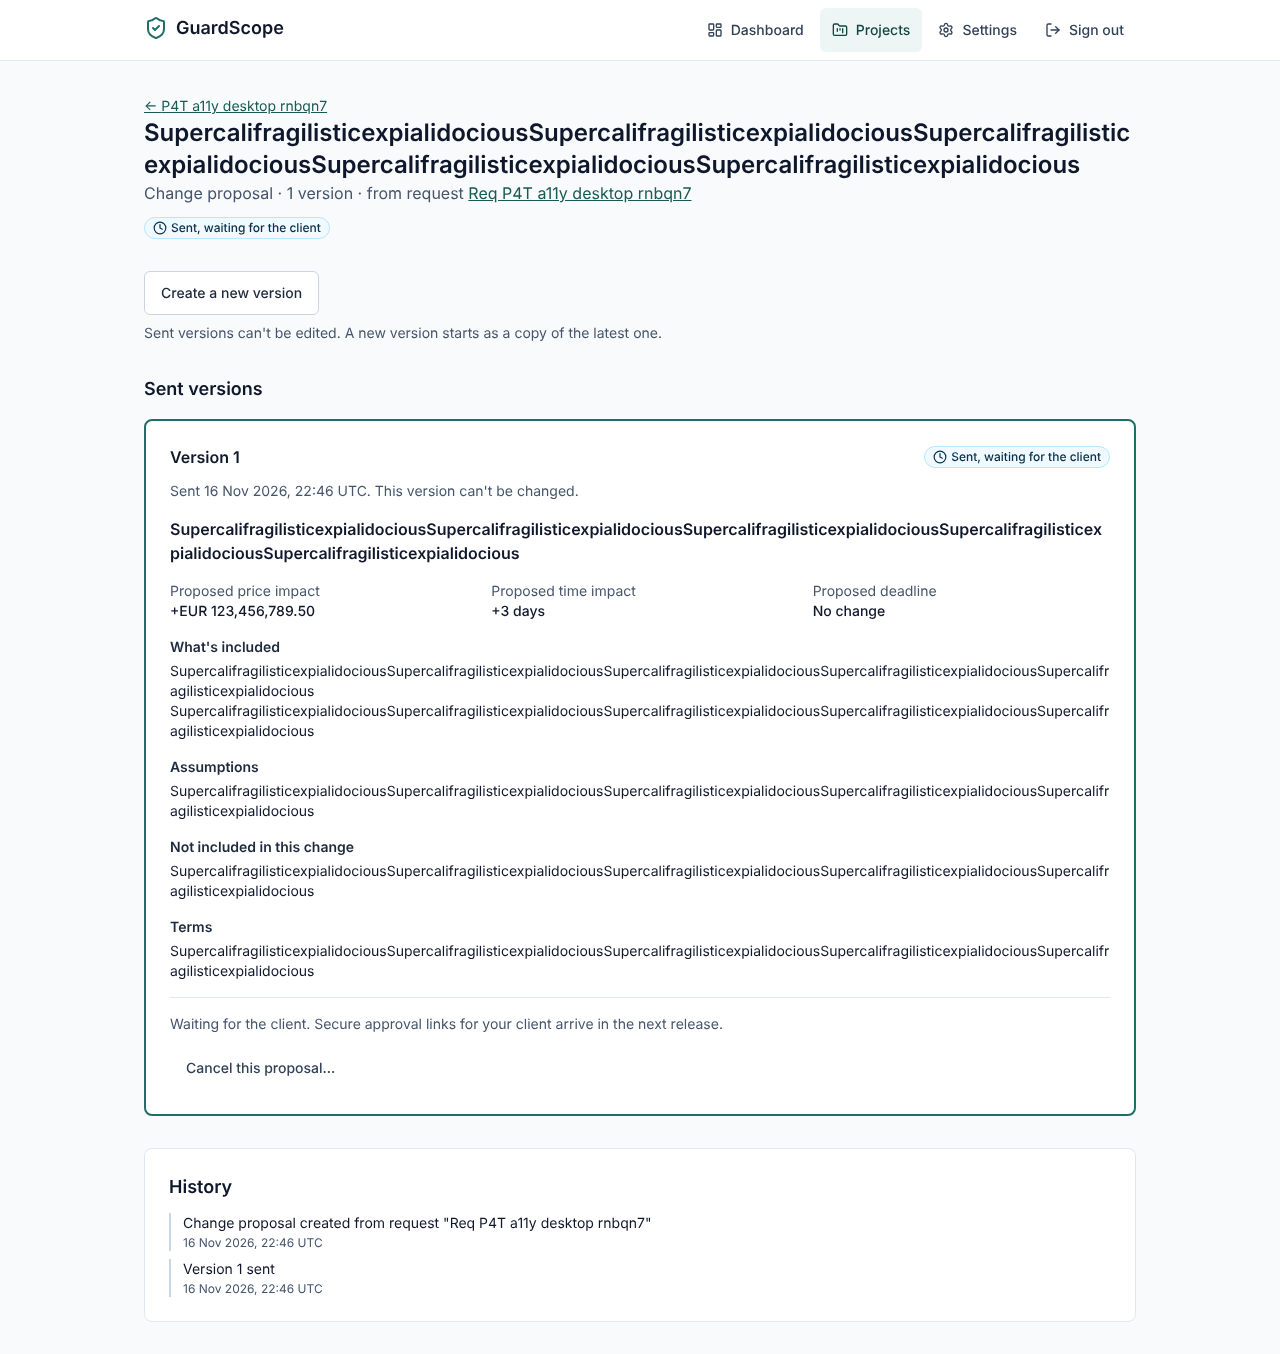 GuardScope
Dashboard
Projects
Settings
Sign out
← P4T a11y desktop rnbqn7
SupercalifragilisticexpialidociousSupercalifragilisticexpialidociousSupercalifragilistic
expialidociousSupercalifragilisticexpialidociousSupercalifragilisticexpialidocious
Change proposal · 1 version · from request Req P4T a11y desktop rnbqn7
Sent, waiting for the client
Create a new version
Sent versions can't be edited. A new version starts as a copy of the latest one.
Sent versions
Version 1
Sent, waiting for the client
Sent 16 Nov 2026, 22:46 UTC. This version can't be changed.
SupercalifragilisticexpialidociousSupercalifragilisticexpialidociousSupercalifragilisticexpialidociousSupercalifragilisticex
pialidociousSupercalifragilisticexpialidocious
Proposed price impact
+EUR 123,456,789.50
Proposed time impact
+3 days
Proposed deadline
No change
What's included
SupercalifragilisticexpialidociousSupercalifragilisticexpialidociousSupercalifragilisticexpialidociousSupercalifragilisticexpialidociousSupercalifr
agilisticexpialidocious
SupercalifragilisticexpialidociousSupercalifragilisticexpialidociousSupercalifragilisticexpialidociousSupercalifragilisticexpialidociousSupercalifr
agilisticexpialidocious
Assumptions
SupercalifragilisticexpialidociousSupercalifragilisticexpialidociousSupercalifragilisticexpialidociousSupercalifragilisticexpialidociousSupercalifr
agilisticexpialidocious
Not included in this change
SupercalifragilisticexpialidociousSupercalifragilisticexpialidociousSupercalifragilisticexpialidociousSupercalifragilisticexpialidociousSupercalifr
agilisticexpialidocious
Terms
SupercalifragilisticexpialidociousSupercalifragilisticexpialidociousSupercalifragilisticexpialidociousSupercalifragilisticexpialidociousSupercalifr
agilisticexpialidocious
Waiting for the client. Secure approval links for your client arrive in the next release.
Cancel this proposal...
History
Change proposal created from request "Req P4T a11y desktop rnbqn7"
16 Nov 2026, 22:46 UTC
Version 1 sent
16 Nov 2026, 22:46 UTC